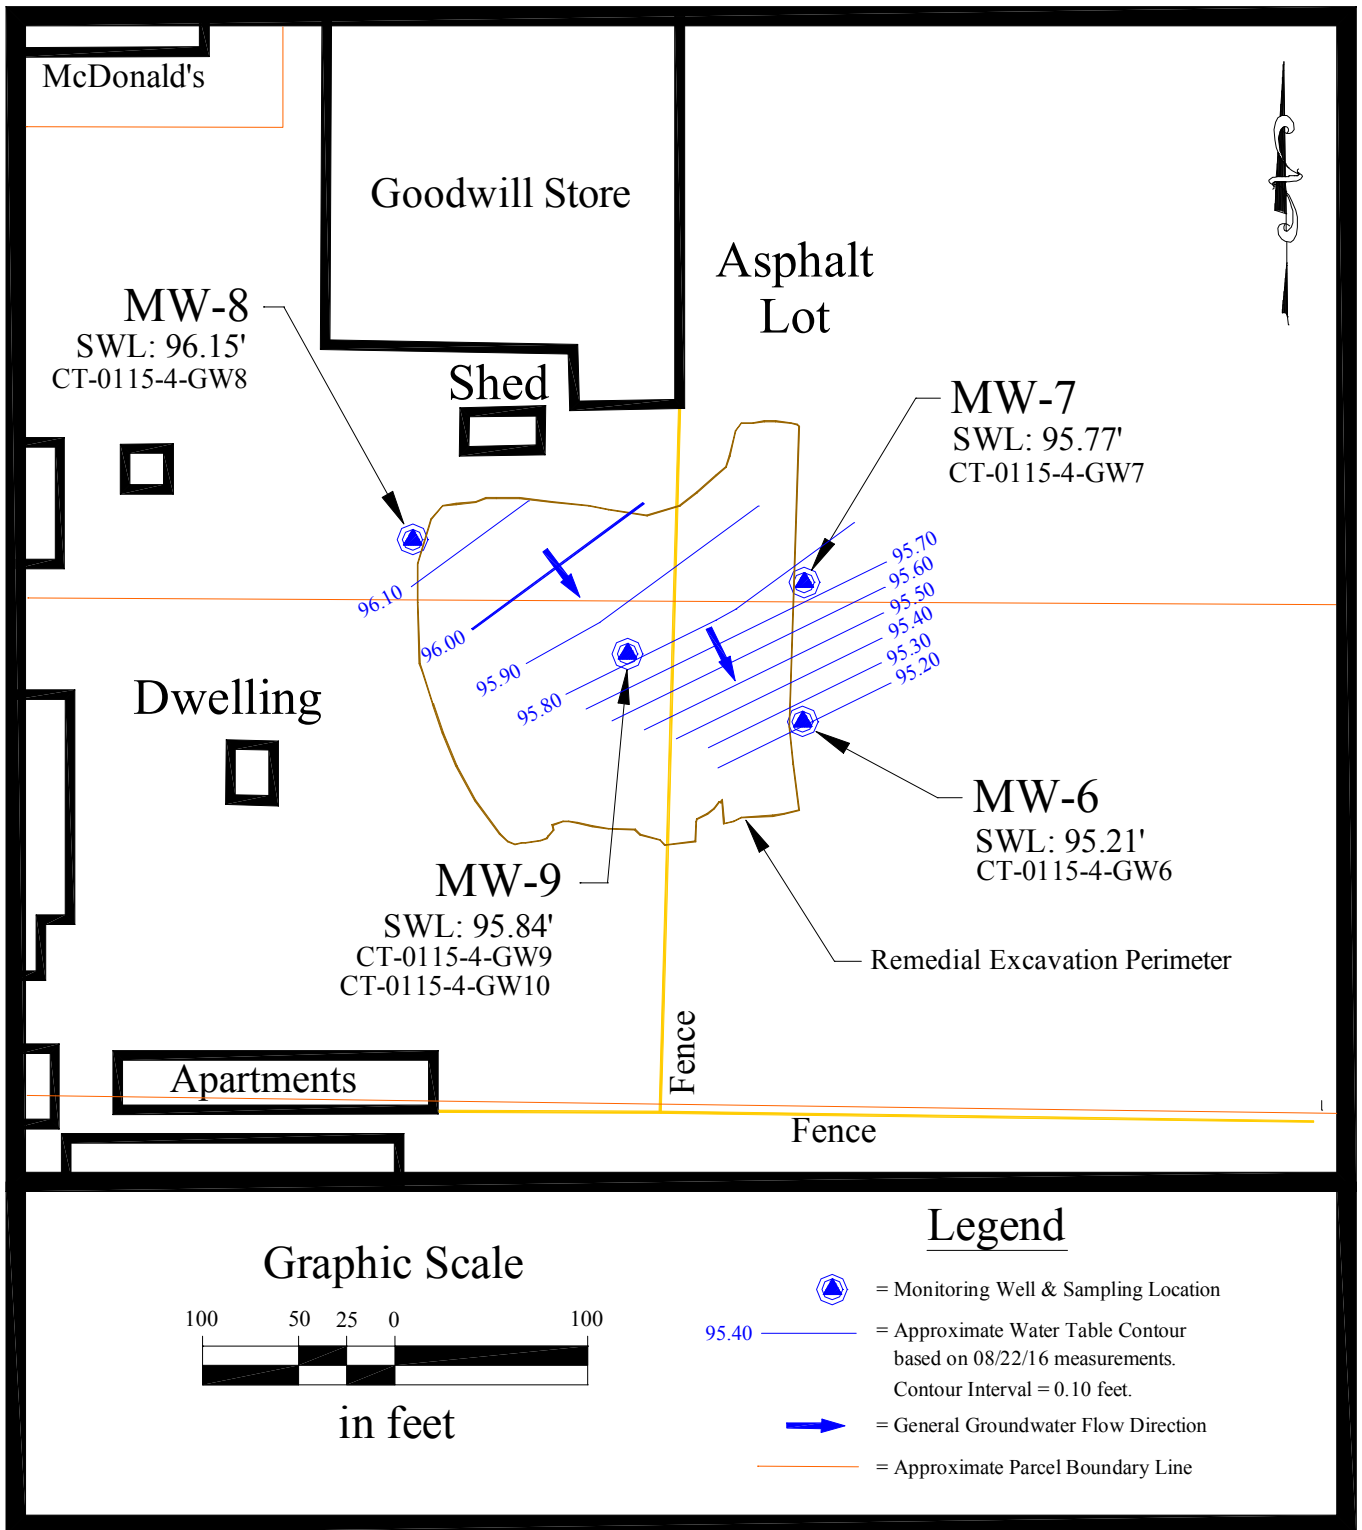 McDonald's
Goodwill Store
Asphalt
Lot
MW-8
SWL: 96.15'
CT-0115-4-GW8
Shed
MW-7
SWL: 95.77'
CT-0115-4-GW7
95.70
95.60
95.50
95.40
95.30
95.20
96.10
96.00
95.90
95.80
Dwelling
MW-6
SWL: 95.21'
CT-0115-4-GW6
MW-9
SWL: 95.84'
CT-0115-4-GW9
CT-0115-4-GW10
Remedial Excavation Perimeter
Fence
Apartments
Fence
Graphic Scale
100 50 25 0 100
in feet
Legend
= Monitoring Well & Sampling Location
95.40 = Approximate Water Table Contour
based on 08/22/16 measurements.
Contour Interval = 0.10 feet.
= General Groundwater Flow Direction
= Approximate Parcel Boundary Line